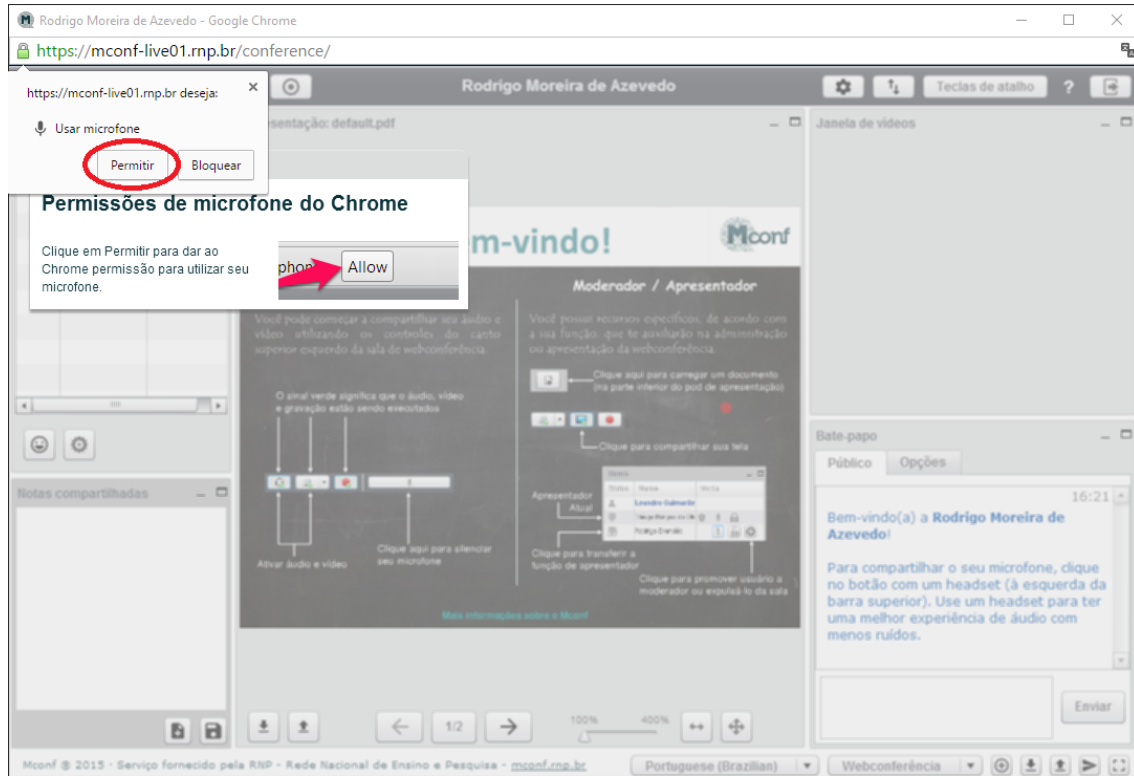 Rodrigo Moreira de Azevedo - Google Chrome
https://mconf-live01.rnp.br/conference/
https://mconf-live01.rnp.br deseja:
Usar microfone
Permitir
Bloquear
Rodrigo Moreira de Azevedo
Teclas de atalho
?
esentação: default.pdf
Janela de vídeos
Permissões de microfone do Chrome
Clique em Permitir para dar ao
Chrome permissão para utilizar seu
microfone.
phon
Allow
m-vindo!
Mconf
Moderador / Apresentador
Você pode começar a compartilhar seu áudio e
vídeo utilizando os controles do canto
superior esquerdo da sala de webconferência.
Você possui recursos específicos, de acordo com
a sua função, que te auxiliarão na administração
ou apresentação da webconferência.
Clique aqui para carregar um documento
(na parte inferior do pod de apresentação)
O sinal verde significa que o áudio, vídeo
e gravação estão sendo executados
Clique para compartilhar sua tela
Apresentador
Atual
Status Nome Mídia
Leandro Guimarães
Clique para transferir a
função de apresentador
Clique para promover usuário a
moderador ou expulsá-lo da sala
Ativar áudio e vídeo
Clique aqui para silenciar
seu microfone
Mais informações sobre o Mconf
Notas compartilhadas
Bate-papo
Público
Opções
16:21
Bem-vindo(a) a Rodrigo Moreira de
Azevedo!
Para compartilhar o seu microfone, clique
no botão com um headset (à esquerda da
barra superior). Use um headset para ter
uma melhor experiência de áudio com
menos ruídos.
Enviar
1/2
100%
400%
Mconf @ 2015 - Serviço fornecido pela RNP - Rede Nacional de Ensino e Pesquisa - mconf.rnp.br
Portuguese (Brazilian)
Webconferência